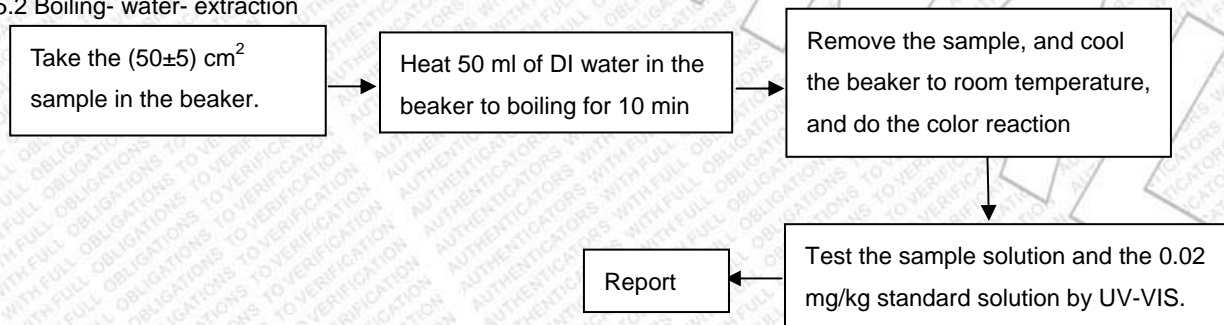 5.2 Boiling- water- extraction
Take the (50±5) cm²
sample in the beaker.
Heat 50 ml of DI water in the
beaker to boiling for 10 min
Remove the sample, and cool
the beaker to room temperature,
and do the color reaction
Test the sample solution and the 0.02
mg/kg standard solution by UV-VIS.
Report